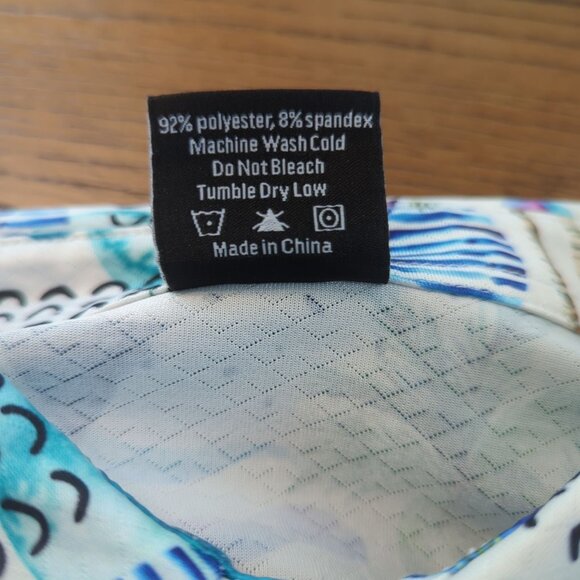 92% polyester, 8% spandex
Machine Wash Cold
Do Not Bleach
Tumble Dry Low
Made in China